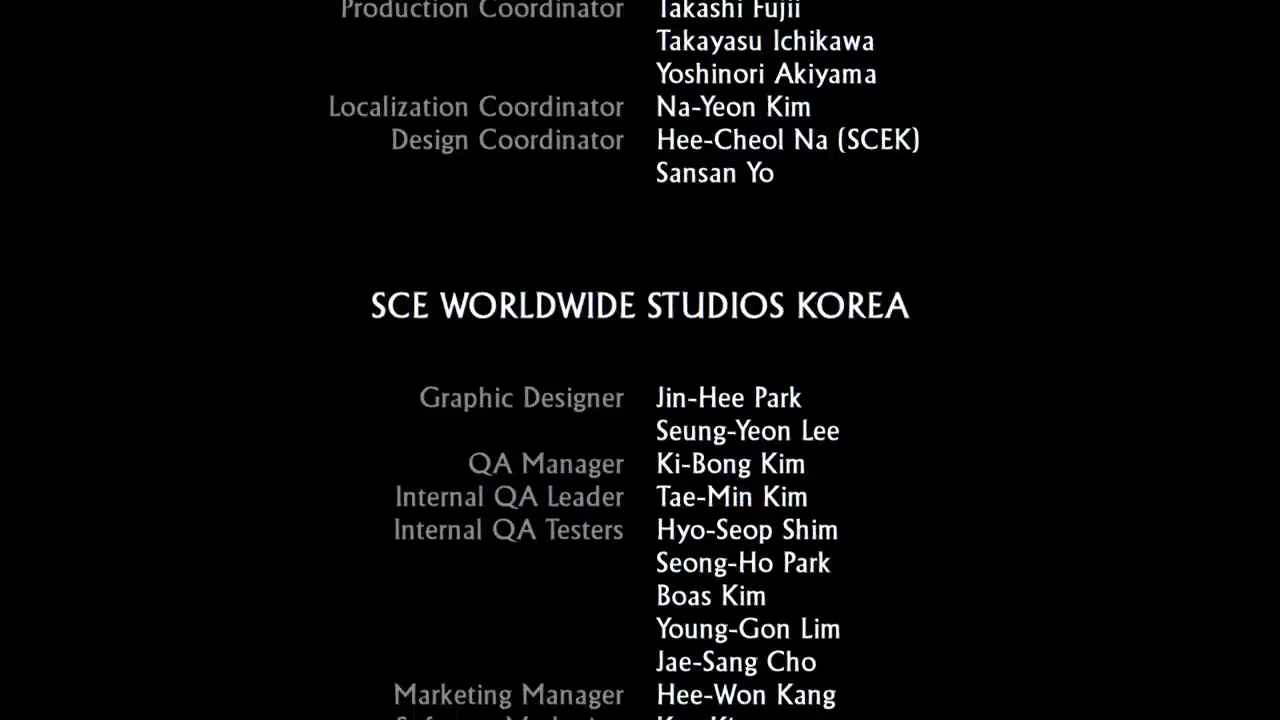 Production Coordinator Takashi Fujii
Takayasu Ichikawa
Yoshinori Akiyama
Localization Coordinator Na-Yeon Kim
Design Coordinator Hee-Cheol Na (SCEK)
Sansan Yo
SCE WORLDWIDE STUDIOS KOREA
Graphic Designer Jin-Hee Park
Seung-Yeon Lee
QA Manager Ki-Bong Kim
Internal QA Leader Tae-Min Kim
Internal QA Testers Hyo-Seop Shim
Seong-Ho Park
Boas Kim
Young-Gon Lim
Jae-Sang Cho
Marketing Manager Hee-Won Kang